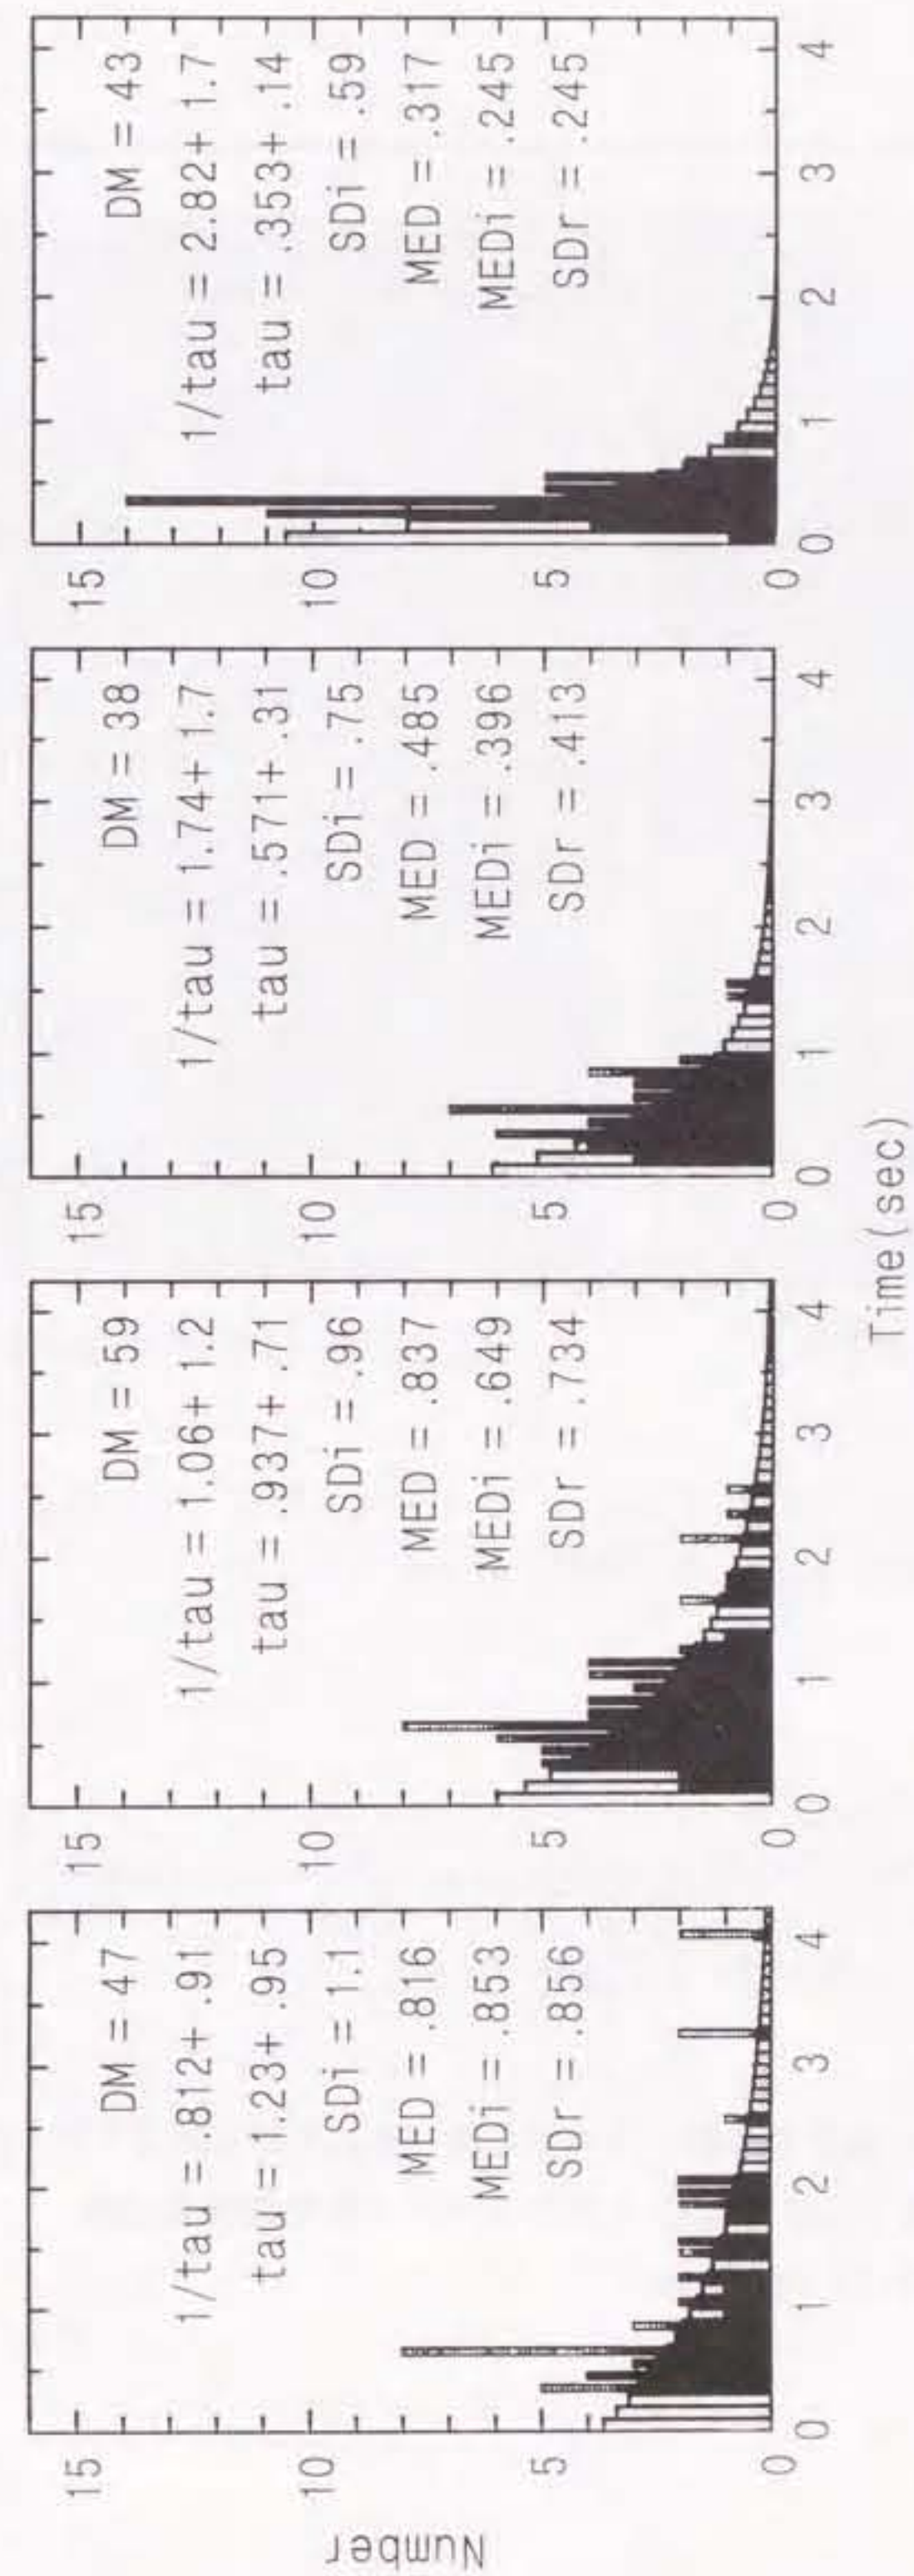 Number
15
10
5
0
DM = 47
1/tau = .812+ .91
tau = 1.23+ .95
SDi = 1.1
MED = .816
MEDi = .853
SDr = .856
0 1 2 3 4
15
10
5
0
DM = 59
1/tau = 1.06+ 1.2
tau = .937+ .71
SDi = .96
MED = .837
MEDi = .649
SDr = .734
0 1 2 3 4
15
10
5
0
DM = 38
1/tau = 1.74+ 1.7
tau = .571+ .31
SDi = .75
MED = .485
MEDi = .396
SDr = .413
0 1 2 3 4
15
10
5
0
DM = 43
1/tau = 2.82+ 1.7
tau = .353+ .14
SDi = .59
MED = .317
MEDi = .245
SDr = .245
0 1 2 3 4
Time(sec)